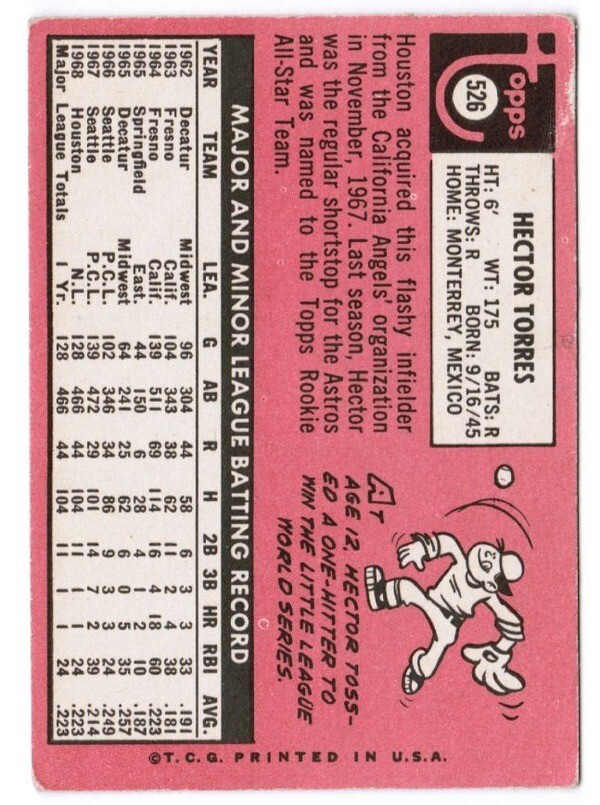 Topps
526
HECTOR TORRES
HT: 6' WT: 175 BATS: R
THROWS: R BORN: 9/16/45
HOME: MONTERREY, MEXICO
Houston acquired this flashy infielder
from the California Angels' organization
in November, 1967. Last season, Hector
was the regular shortstop for the Astros
and was named to the Topps Rookie
All-Star Team.
AT
AGE 12, HECTOR TOSS-
ED A ONE-HITTER TO
WIN THE LITTLE LEAGUE
WORLD SERIES.
MAJOR AND MINOR LEAGUE BATTING RECORD
YEAR TEAM LEA. G AB R H 2B 3B HR RBI AVG.
1962 Decatur Midwest 96 304 44 58 6 3 3 33 .191
1963 Fresno Calif. 104 343 38 62 11 2 4 38 .181
1964 Fresno Calif. 139 511 69 114 16 4 18 60 .223
1965 Springfield East. 44 150 6 28 4 1 2 10 .187
1965 Decatur Midwest 64 241 25 62 6 0 5 35 .257
1966 Seattle P.C.L. 102 346 34 86 9 3 3 24 .249
1967 Seattle P.C.L. 139 472 29 101 14 7 2 39 .214
1968 Houston N.L. 128 466 44 104 11 1 1 24 .223
Major League Totals 1 Yr. 128 466 44 104 11 1 1 24 .223
©T.C.G. PRINTED IN U.S.A.